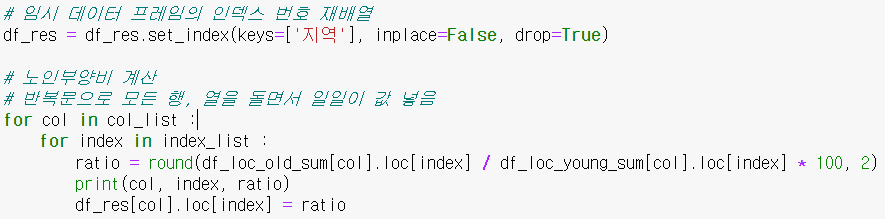 # 임시 데이터 프레임의 인덱스 번호 재배열
df_res = df_res.set_index(keys=['지역'], inplace=False, drop=True)
# 노인부양비 계산
# 반복문으로 모든 행, 열을 돌면서 일일이 값 넣음
for col in col_list :
    for index in index_list :
        ratio = round(df_loc_old_sum[col].loc[index] / df_loc_young_sum[col].loc[index] * 100, 2)
        print(col, index, ratio)
        df_res[col].loc[index] = ratio